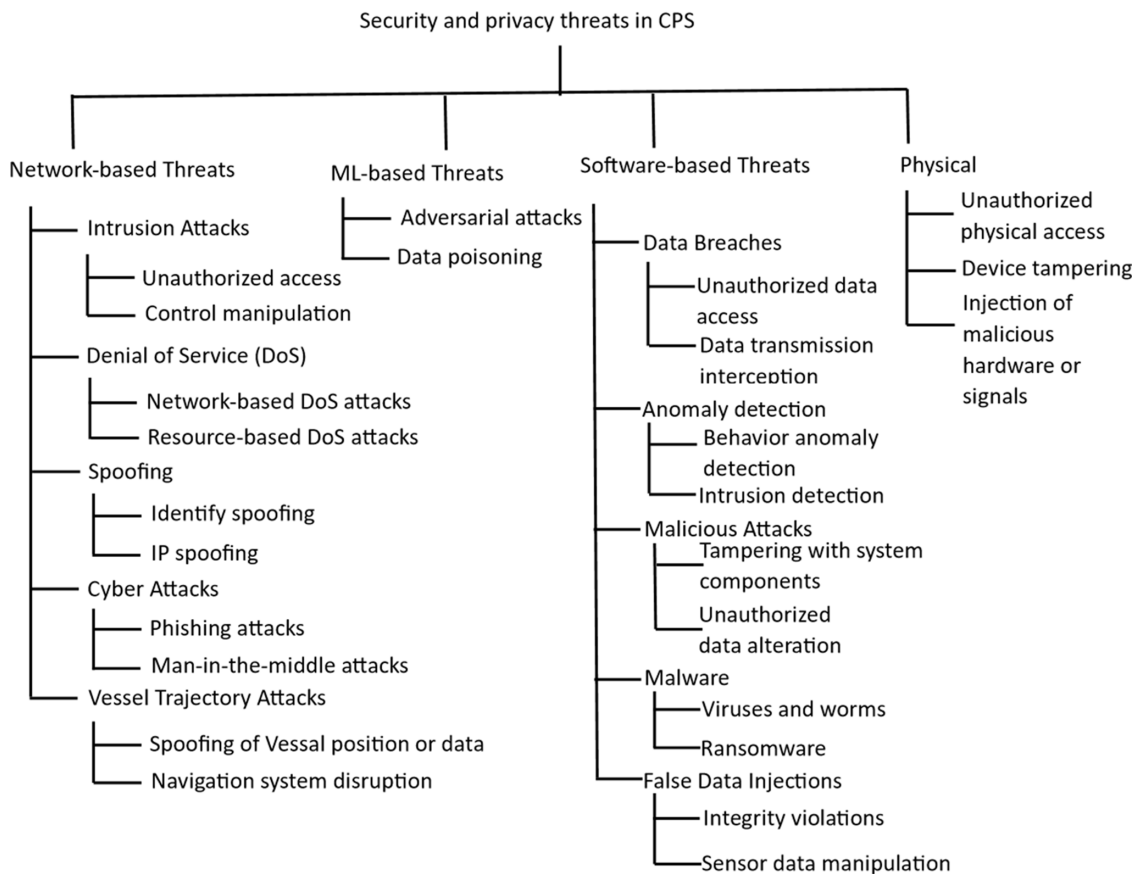 Security and privacy threats in CPS
Network-based Threats
Intrusion Attacks
Unauthorized access
Control manipulation
Denial of Service (DoS)
Network-based DoS attacks
Resource-based DoS attacks
Spoofing
Identify spoofing
IP spoofing
Cyber Attacks
Phishing attacks
Man-in-the-middle attacks
Vessel Trajectory Attacks
Spoofing of Vessal position or data
Navigation system disruption
ML-based Threats
Adversarial attacks
Data poisoning
Software-based Threats
Data Breaches
Unauthorized data
access
Data transmission
interception
Anomaly detection
Behavior anomaly
detection
Intrusion detection
Malicious Attacks
Tampering with system
components
Unauthorized
data alteration
Malware
Viruses and worms
Ransomware
False Data Injections
Integrity violations
Sensor data manipulation
Physical
Unauthorized
physical access
Device tampering
Injection of
malicious
hardware or
signals